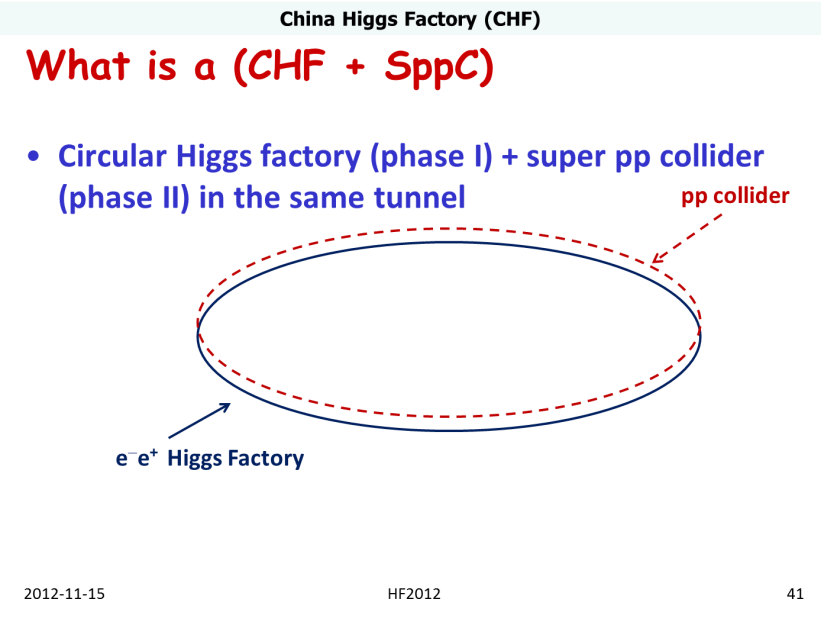 China Higgs Factory (CHF)
What is a (CHF + SppC)
• Circular Higgs factory (phase I) + super pp collider
(phase II) in the same tunnel
pp collider
e⁻e⁺ Higgs Factory
2012-11-15
HF2012
41